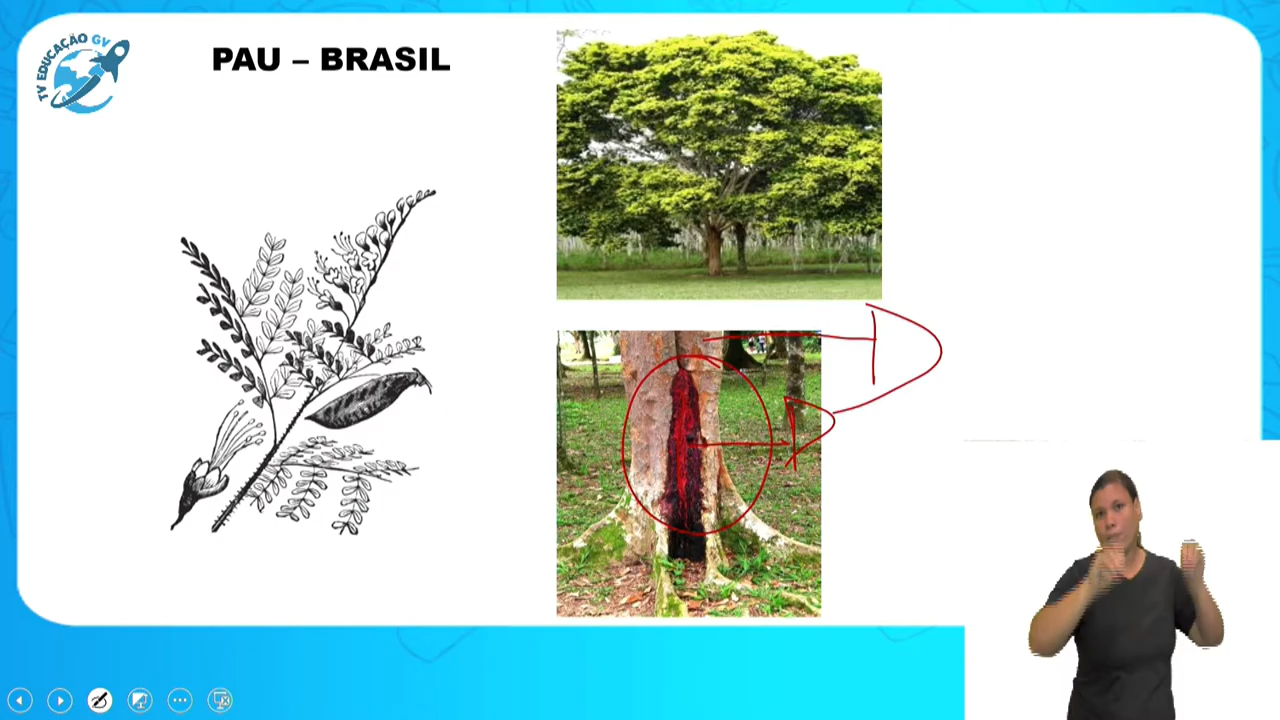 TV EDUCAÇÃO GV
PAU – BRASIL